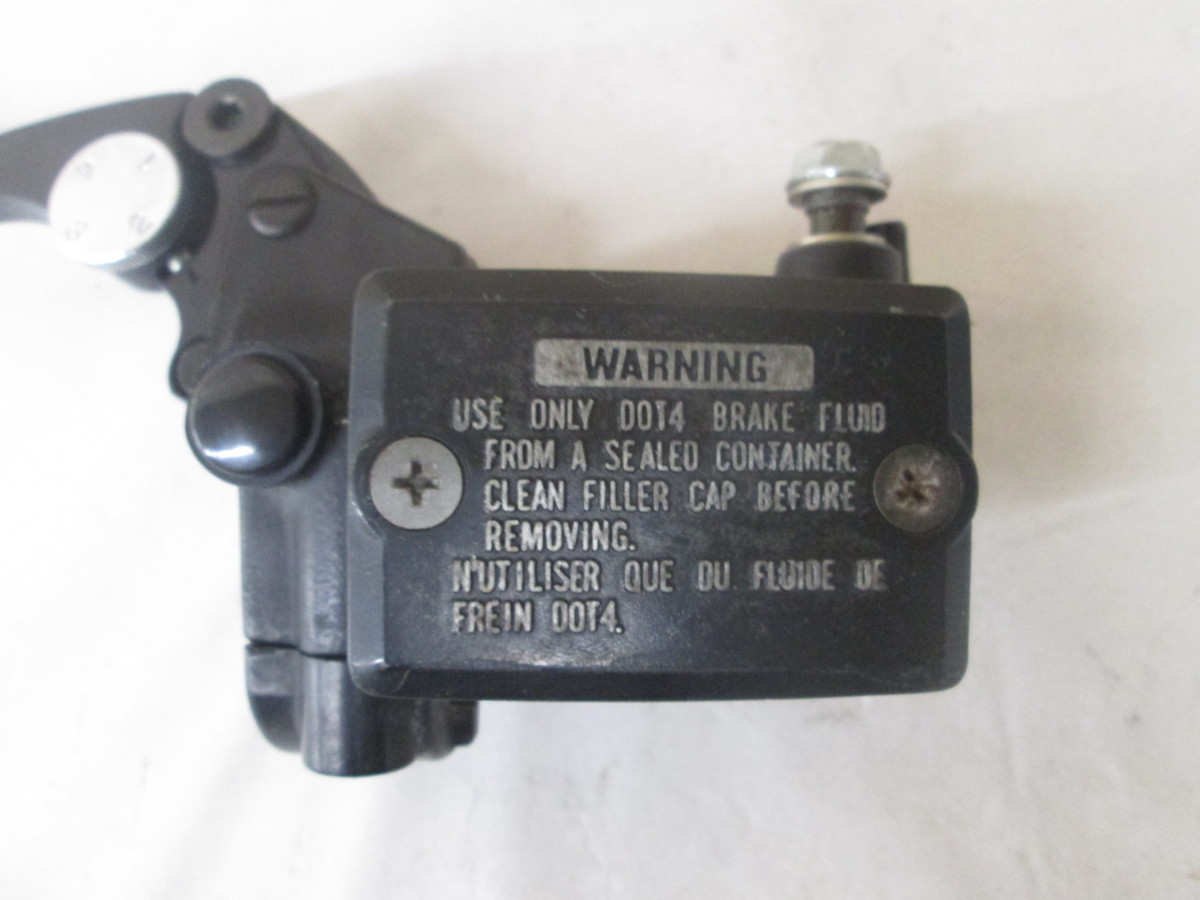 WARNING
USE ONLY DOT4 BRAKE FLUID
FROM A SEALED CONTAINER.
CLEAN FILLER CAP BEFORE
REMOVING.
N'UTILISER QUE DU FLUIDE DE
FREIN DOT4.